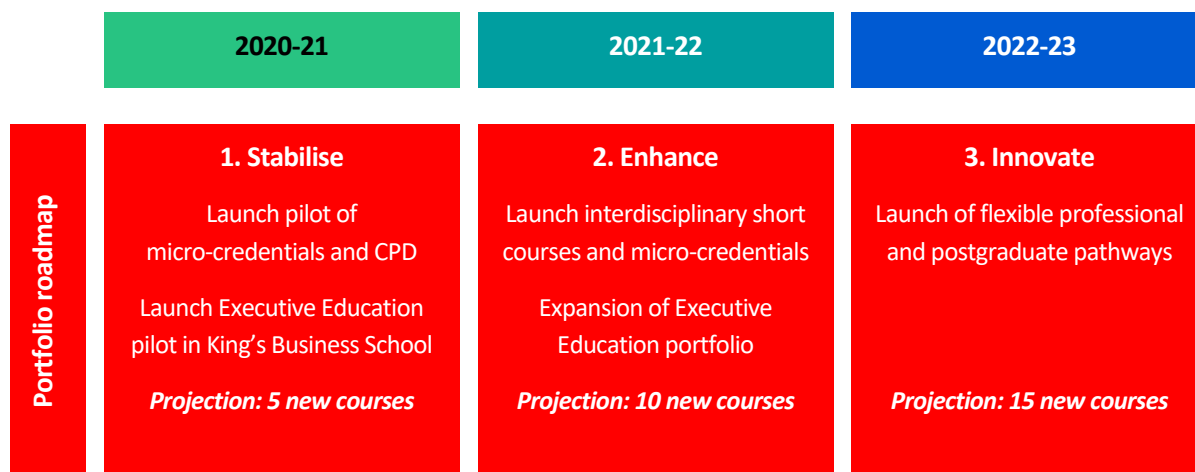 2020-21
2021-22
2022-23
Portfolio roadmap
1. Stabilise
Launch pilot of
micro-credentials and CPD
Launch Executive Education
pilot in King's Business School
Projection: 5 new courses
2. Enhance
Launch interdisciplinary short
courses and micro-credentials
Expansion of Executive
Education portfolio
Projection: 10 new courses
3. Innovate
Launch of flexible professional
and postgraduate pathways
Projection: 15 new courses